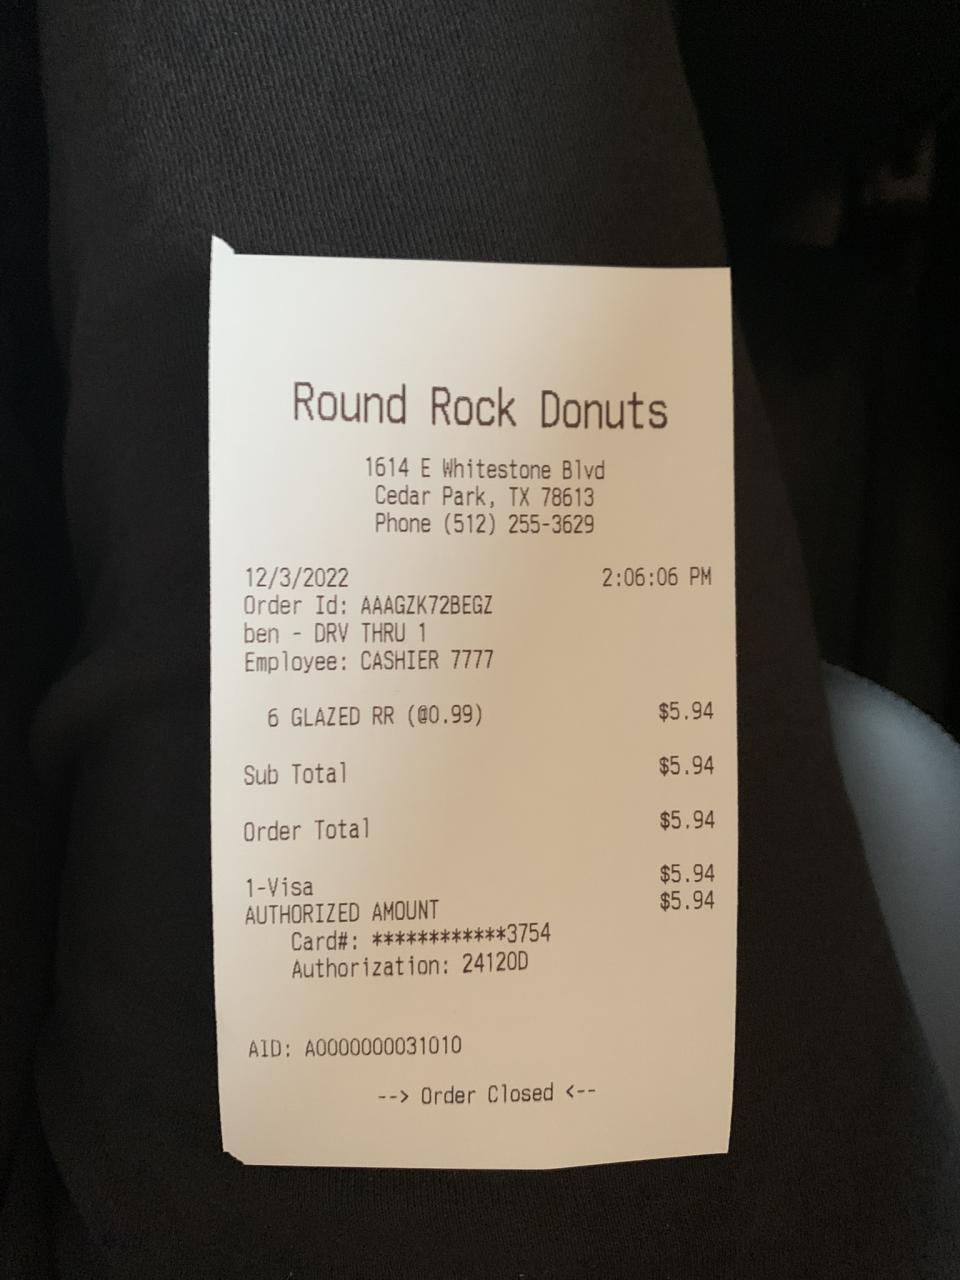 Round Rock Donuts
1614 E Whitestone Blvd
Cedar Park, TX 78613
Phone (512) 255-3629
12/3/2022 2:06:06 PM
Order Id: AAAGZK72BEGZ
ben - DRV THRU 1
Employee: CASHIER 7777
6 GLAZED RR (@0.99) $5.94
Sub Total $5.94
Order Total $5.94
1-Visa $5.94
AUTHORIZED AMOUNT $5.94
Card#: ************3754
Authorization: 24120D
AID: A0000000031010
--> Order Closed <--